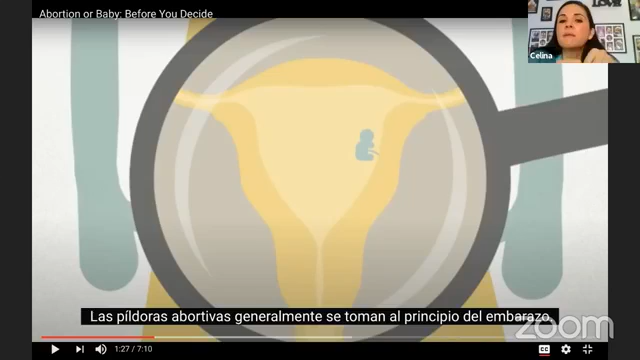 Abortion or Baby: Before You Decide
Celina
Las píldoras abortivas generalmente se toman al principio del embarazo.
zoom
1:27 / 7:10